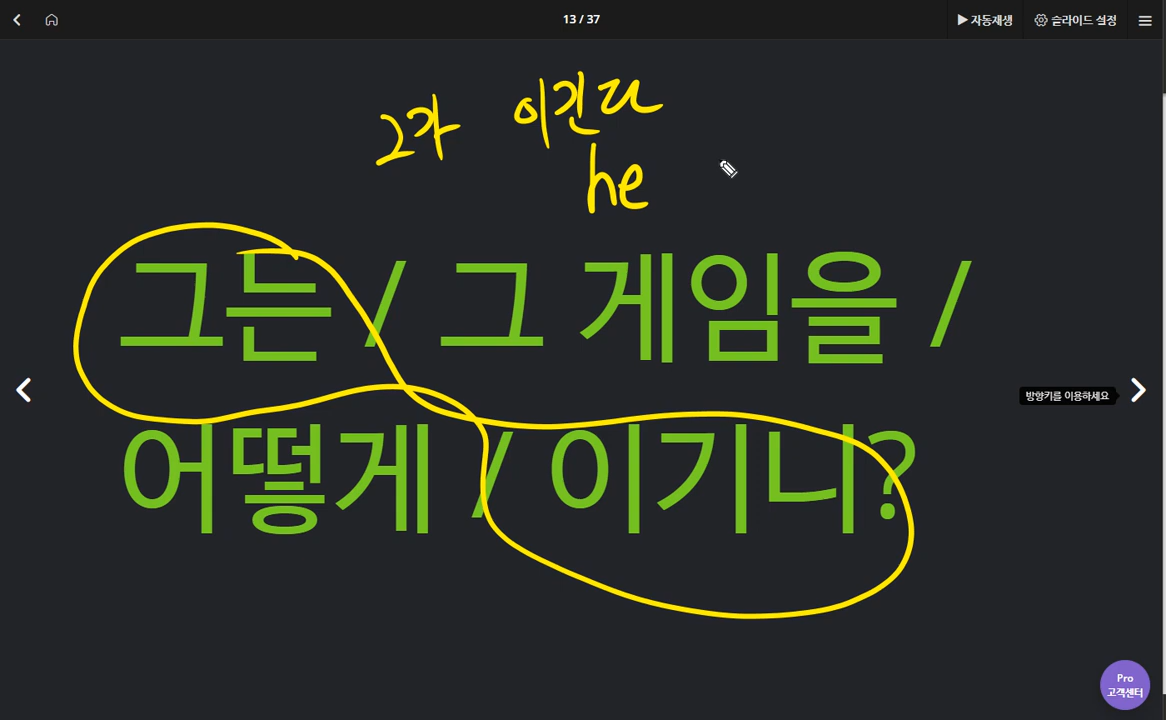 13 / 37
▶ 자동재생
슬라이드 설정
그가 이긴다
he
그는 / 그 게임을 /
어떻게 / 이기니?
방향키를 이용하세요
Pro
고객센터